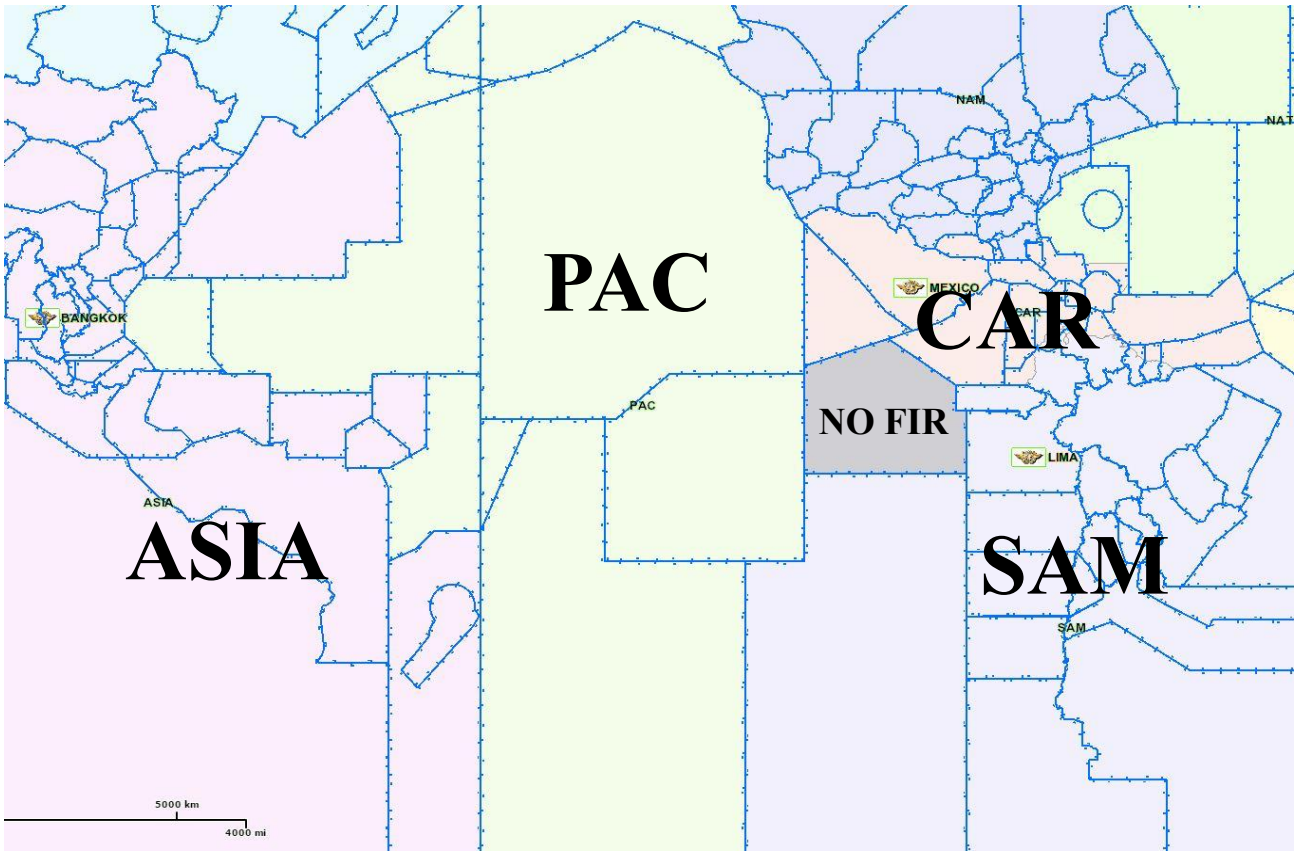 NAM
NAT
PAC
MEXICO
CAR
CAR
BANGKOK
PAC
NO FIR
LIMA
ASIA
ASIA
SAM
SAM
5000 km
4000 mi